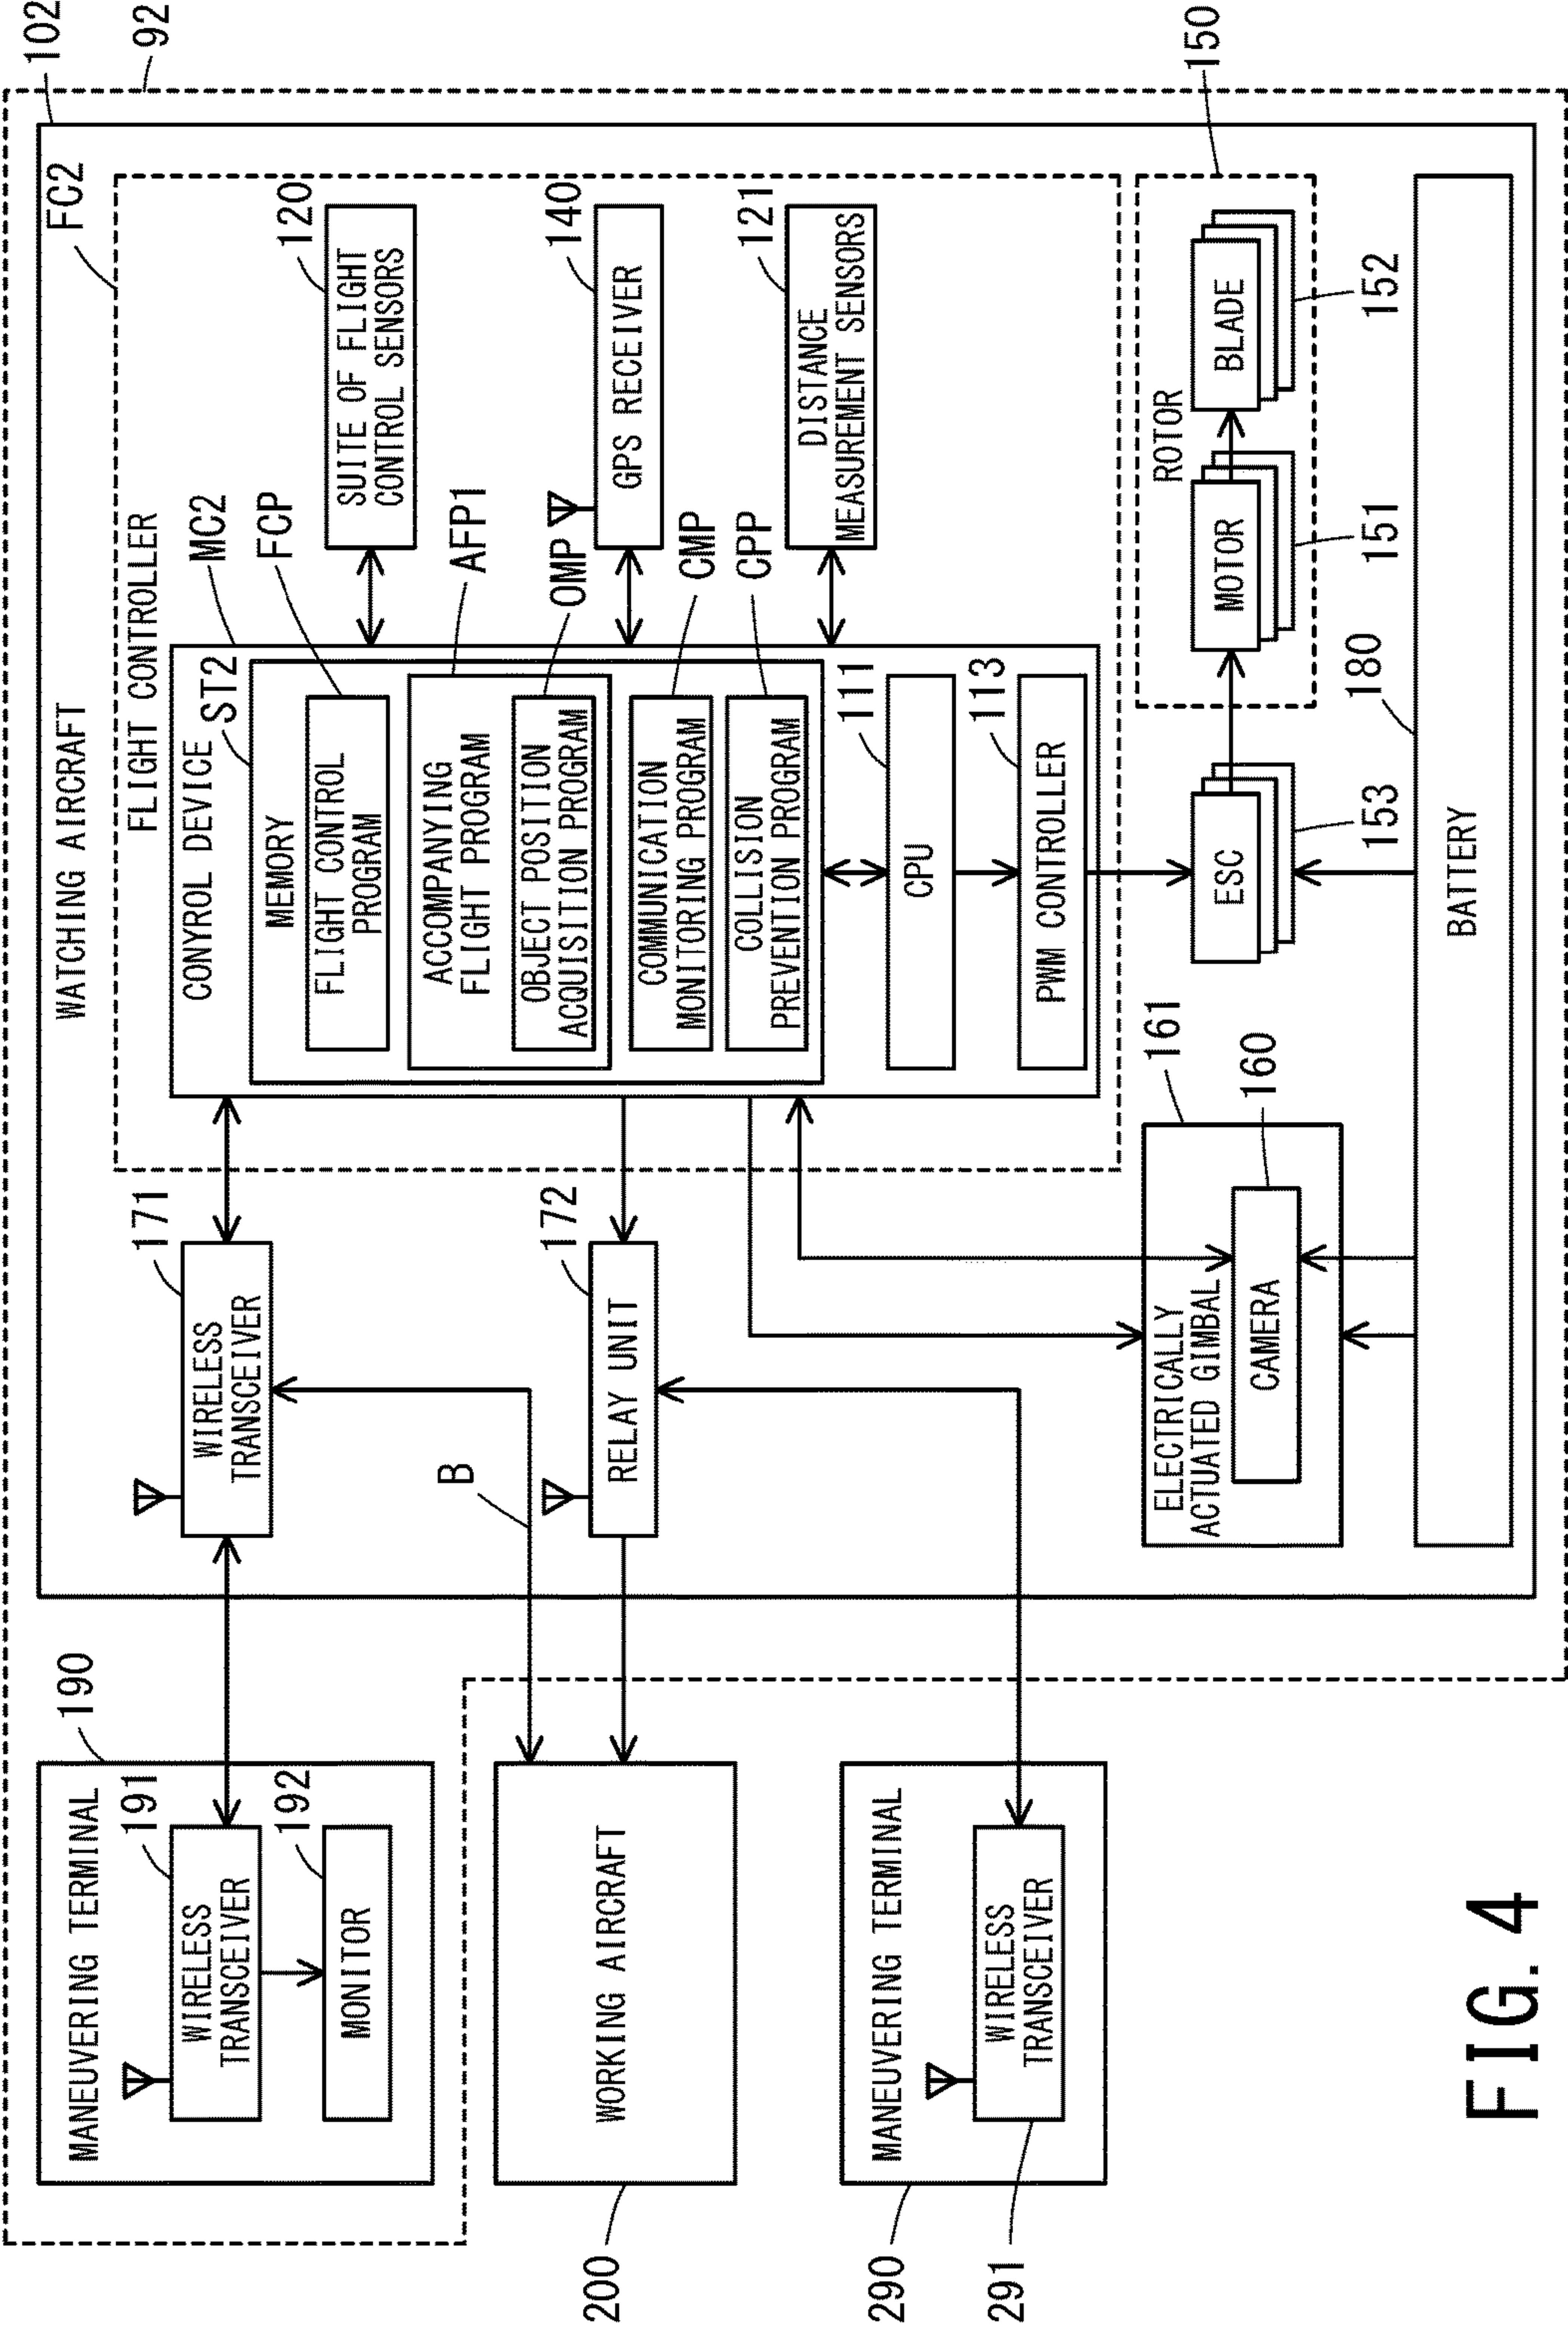 92
102
WATCHING AIRCRAFT
FC2
FLIGHT CONTROLLER
MANEUVERING TERMINAL
190
WIRELESS
TRANSCEIVER
191
MONITOR
192
WIRELESS
TRANSCEIVER
171
CONYROL DEVICE
MC2
MEMORY
ST2
FLIGHT CONTROL
PROGRAM
FCP
ACCOMPANYING
FLIGHT PROGRAM
AFP1
OBJECT POSITION
ACQUISITION PROGRAM
OMP
COMMUNICATION
MONITORING PROGRAM
CMP
COLLISION
PREVENTION PROGRAM
CPP
CPU
111
PWM CONTROLLER
113
SUITE OF FLIGHT
CONTROL SENSORS
120
GPS RECEIVER
140
DISTANCE
MEASUREMENT SENSORS
121
B
WORKING AIRCRAFT
200
RELAY UNIT
172
MANEUVERING TERMINAL
290
WIRELESS
TRANSCEIVER
291
ELECTRICALLY
ACTUATED GIMBAL
161
CAMERA
160
ESC
153
ROTOR
150
MOTOR
151
BLADE
152
BATTERY
180
FIG. 4